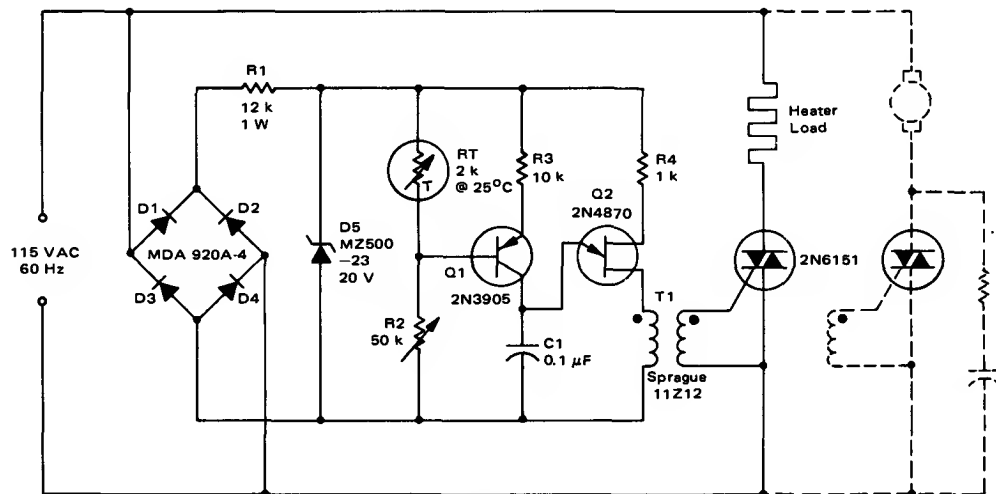 115 VAC
60 Hz
D1
D2
MDA 920A-4
D3
D4
R1
12 k
1 W
D5
MZ500
–23
20 V
RT
2 k
@ 25°C
T
R2
50 k
R3
10 k
Q1
2N3905
C1
0.1 μF
Q2
2N4870
R4
1 k
T1
Sprague
11Z12
Heater
Load
2N6151